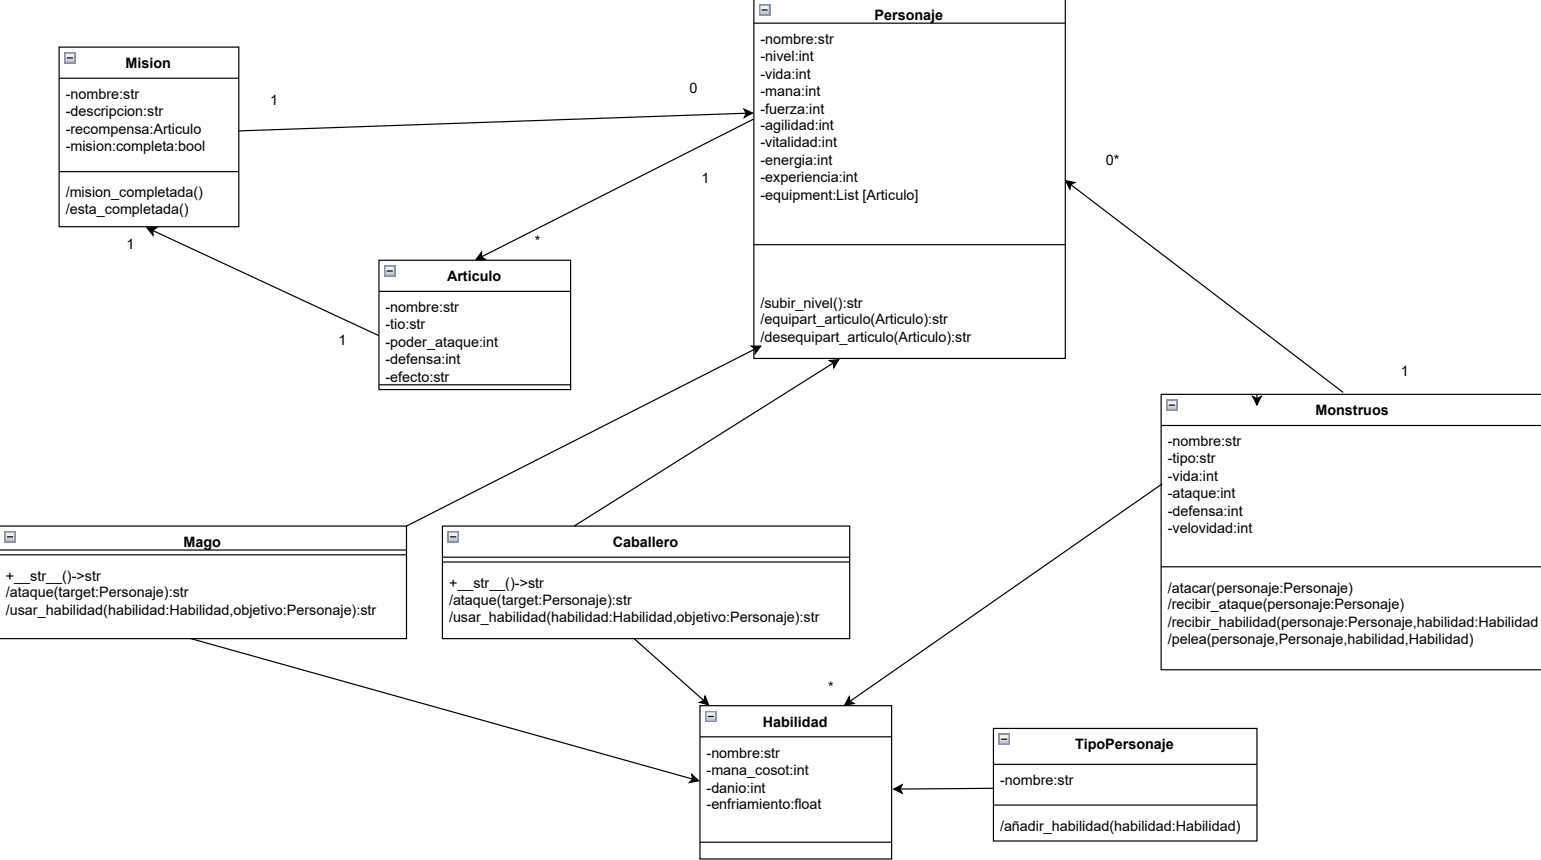 Personaje
-nombre:str
-nivel:int
-vida:int
-mana:int
-fuerza:int
-agilidad:int
-vitalidad:int
-energia:int
-experiencia:int
-equipment:List [Articulo]
/subir_nivel():str
/equipart_articulo(Articulo):str
/desequipart_articulo(Articulo):str
Mision
-nombre:str
-descripcion:str
-recompensa:Articulo
-mision:completa:bool
/mision_completada()
/esta_completada()
1
0
1
*
1
1
0*
1
Articulo
-nombre:str
-tio:str
-poder_ataque:int
-defensa:int
-efecto:str
Monstruos
-nombre:str
-tipo:str
-vida:int
-ataque:int
-defensa:int
-velovidad:int
/atacar(personaje:Personaje)
/recibir_ataque(personaje:Personaje)
/recibir_habilidad(personaje:Personaje,habilidad:Habilidad
/pelea(personaje,Personaje,habilidad,Habilidad)
Mago
+__str__()->str
/ataque(target:Personaje):str
/usar_habilidad(habilidad:Habilidad,objetivo:Personaje):str
Caballero
+__str__()->str
/ataque(target:Personaje):str
/usar_habilidad(habilidad:Habilidad,objetivo:Personaje):str
*
Habilidad
-nombre:str
-mana_cosot:int
-danio:int
-enfriamiento:float
TipoPersonaje
-nombre:str
/añadir_habilidad(habilidad:Habilidad)